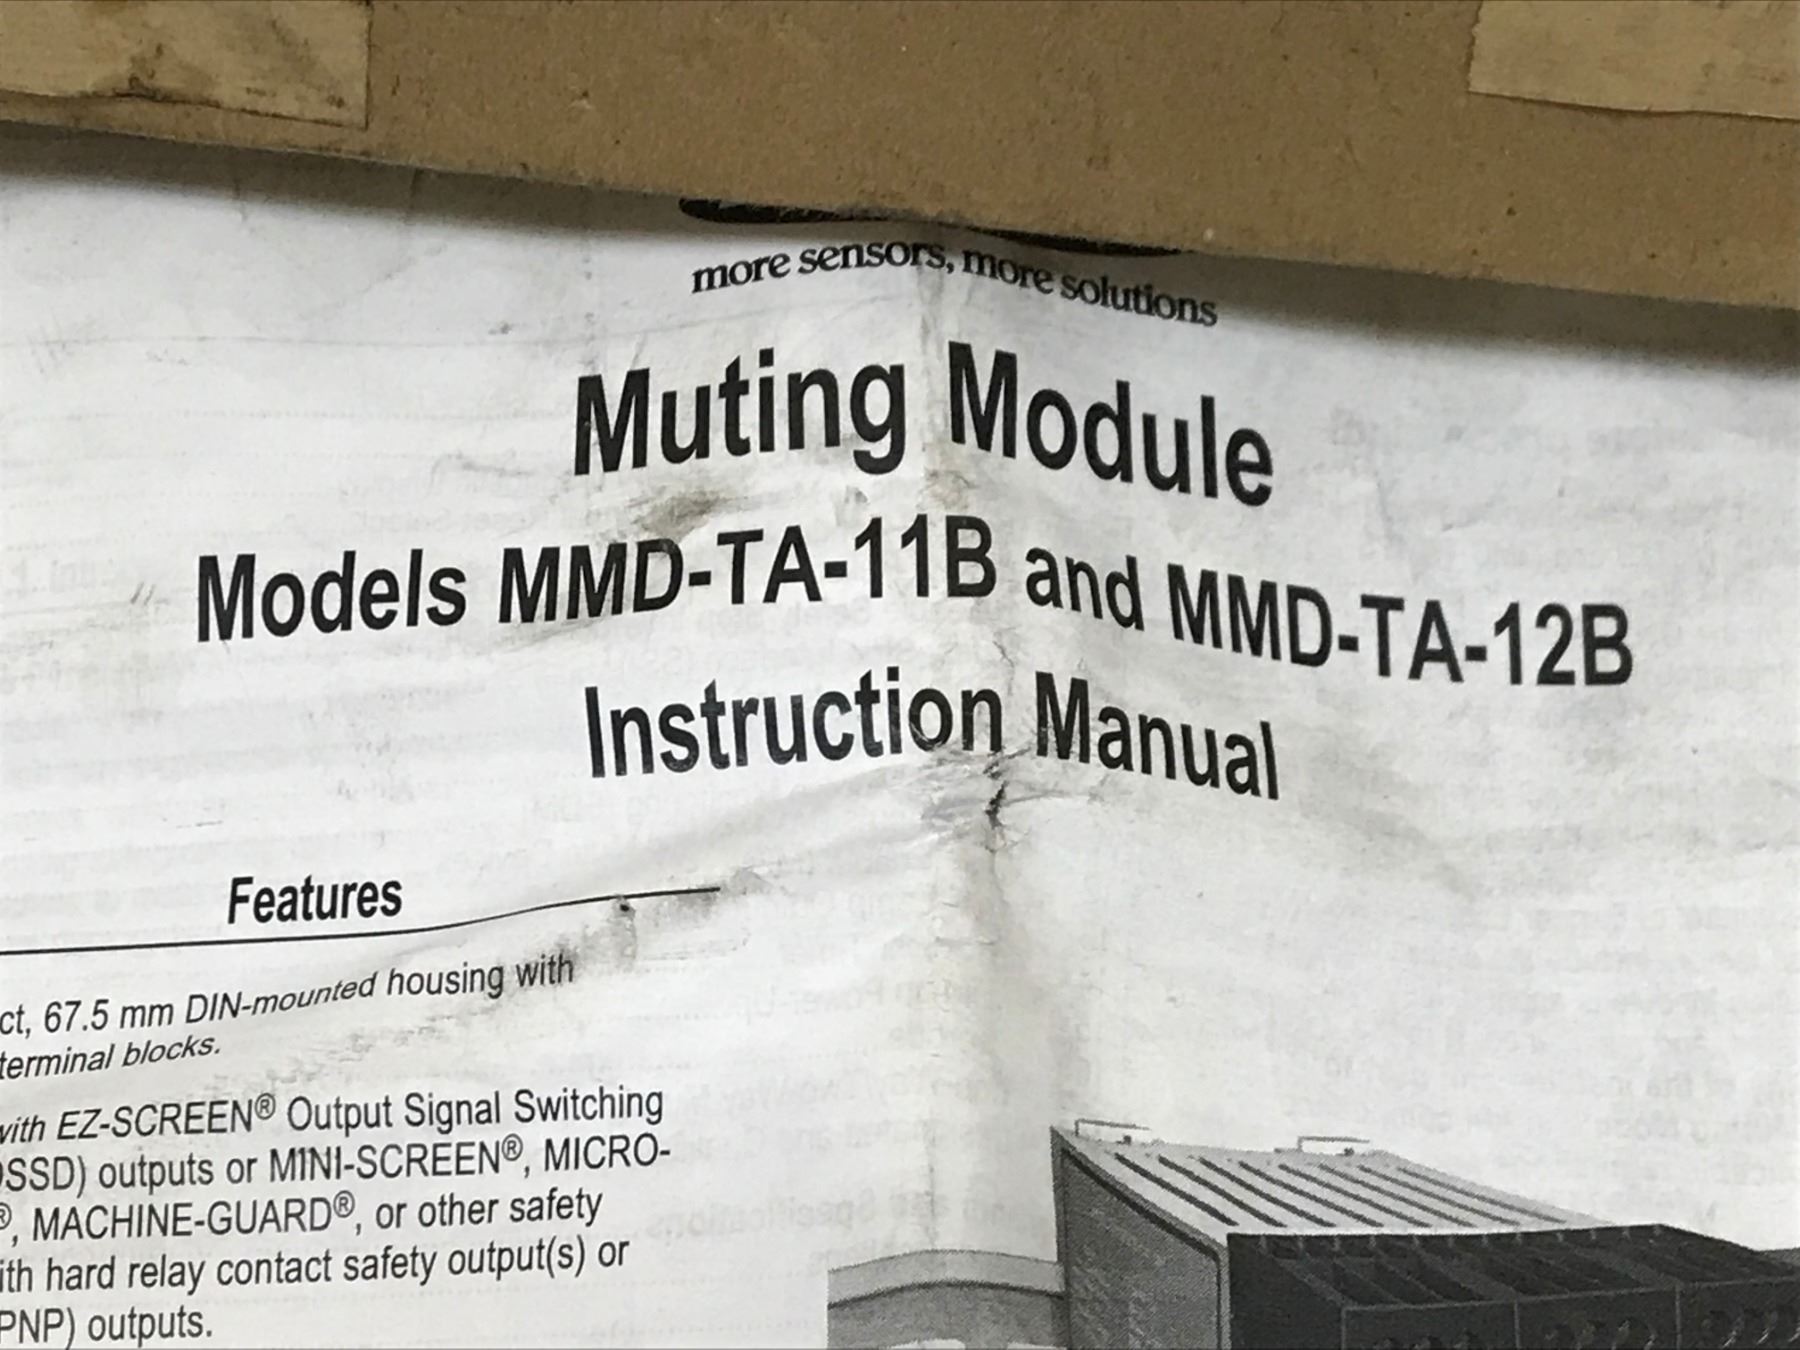 more sensors, more solutions
Muting Module
Models MMD-TA-11B and MMD-TA-12B
Instruction Manual
Features
ct, 67.5 mm DIN-mounted housing with
terminal blocks.
with EZ-SCREEN® Output Signal Switching
OSSD) outputs or MINI-SCREEN®, MICRO-
®, MACHINE-GUARD®, or other safety
ith hard relay contact safety output(s) or
PNP) outputs.